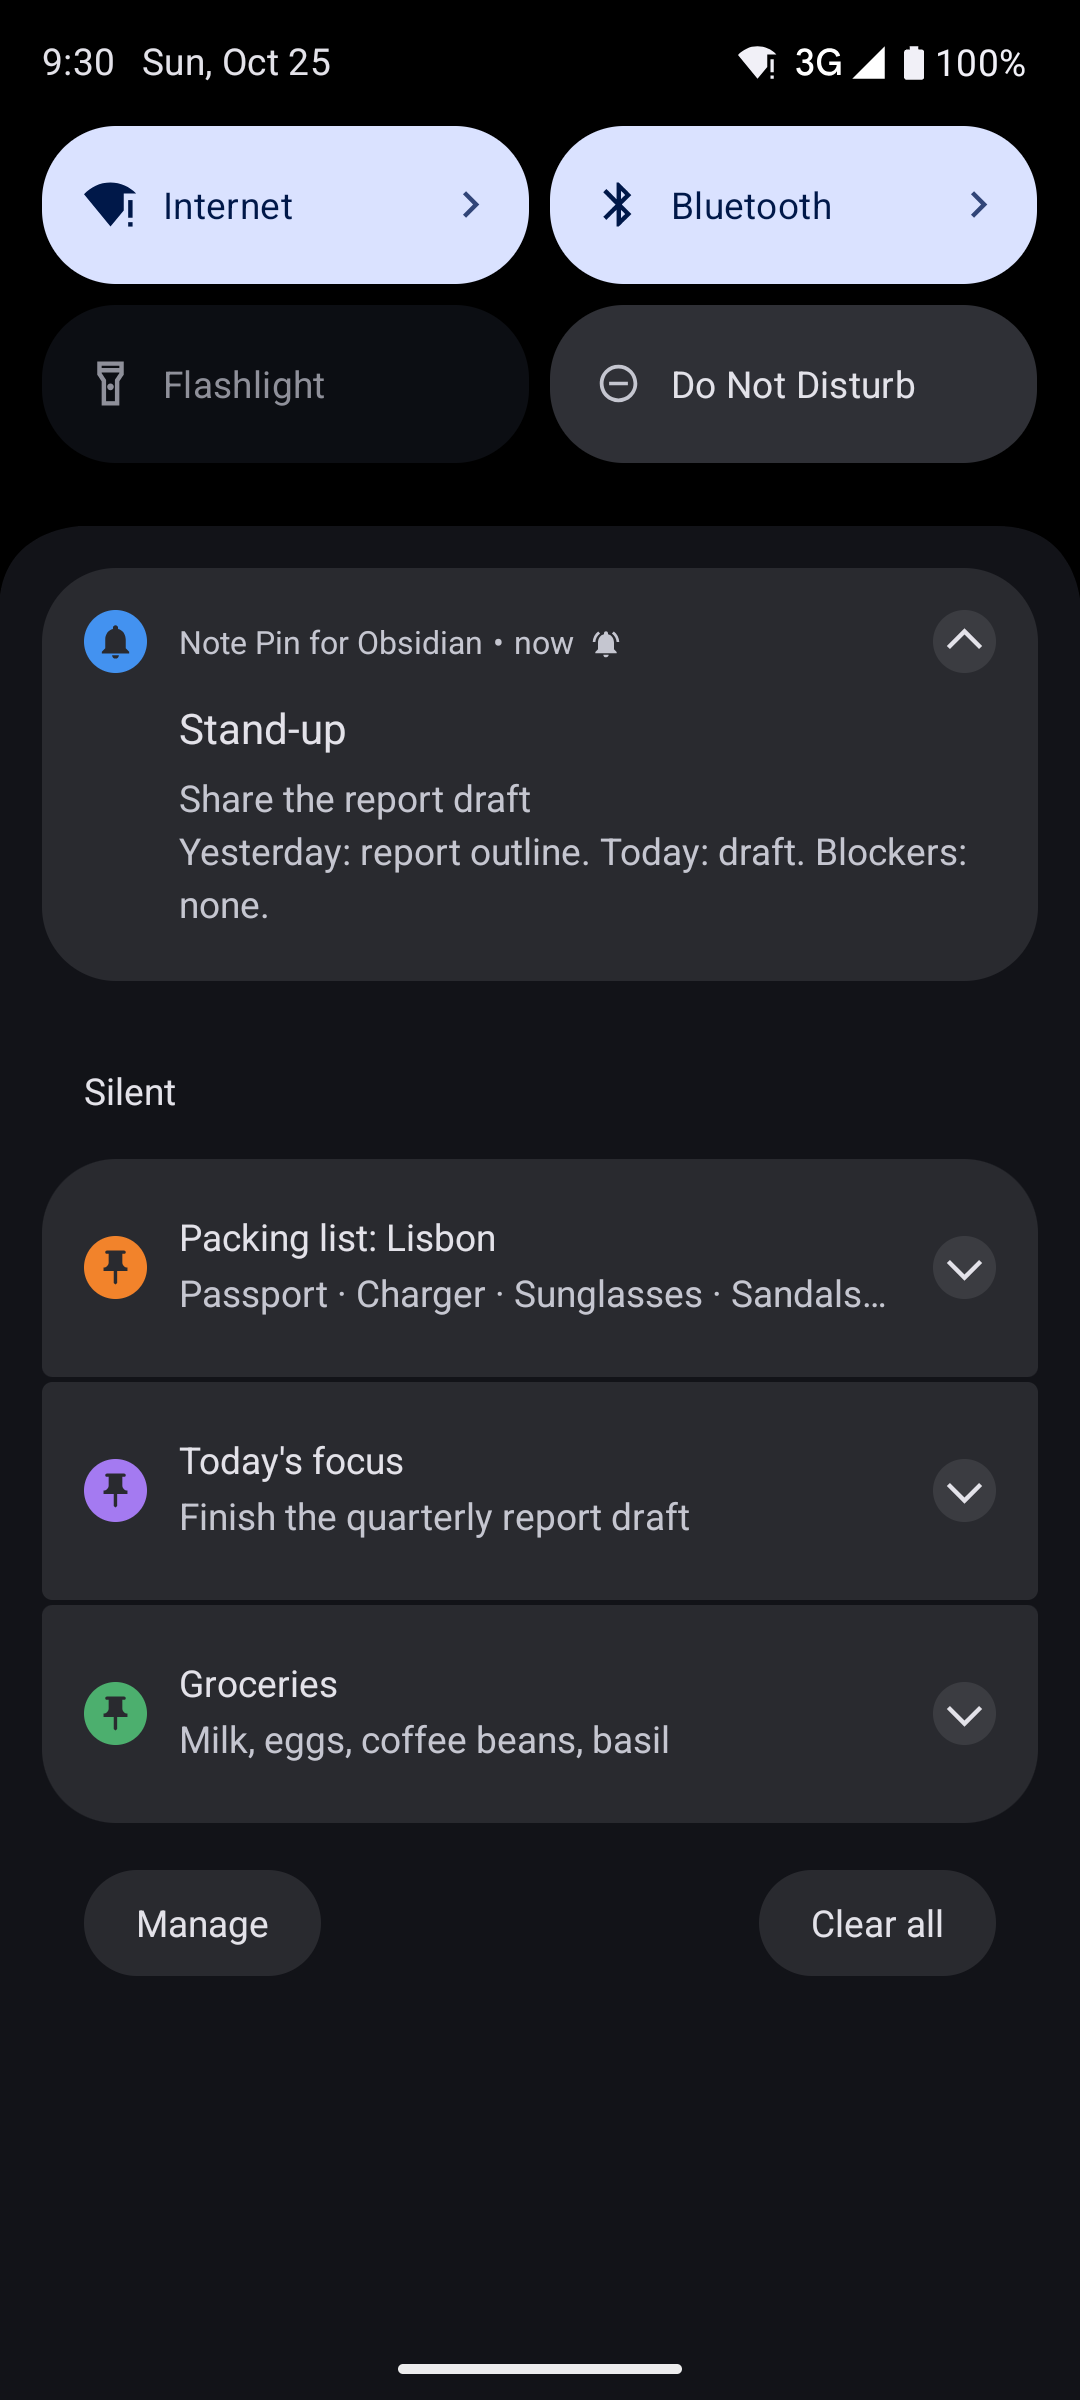 9:30 Sun, Oct 25 3G 100%
Internet Bluetooth
Flashlight Do Not Disturb
Note Pin for Obsidian • now
Stand-up
Share the report draft
Yesterday: report outline. Today: draft. Blockers:
none.
Silent
Packing list: Lisbon
Passport · Charger · Sunglasses · Sandals…
Today's focus
Finish the quarterly report draft
Groceries
Milk, eggs, coffee beans, basil
Manage Clear all